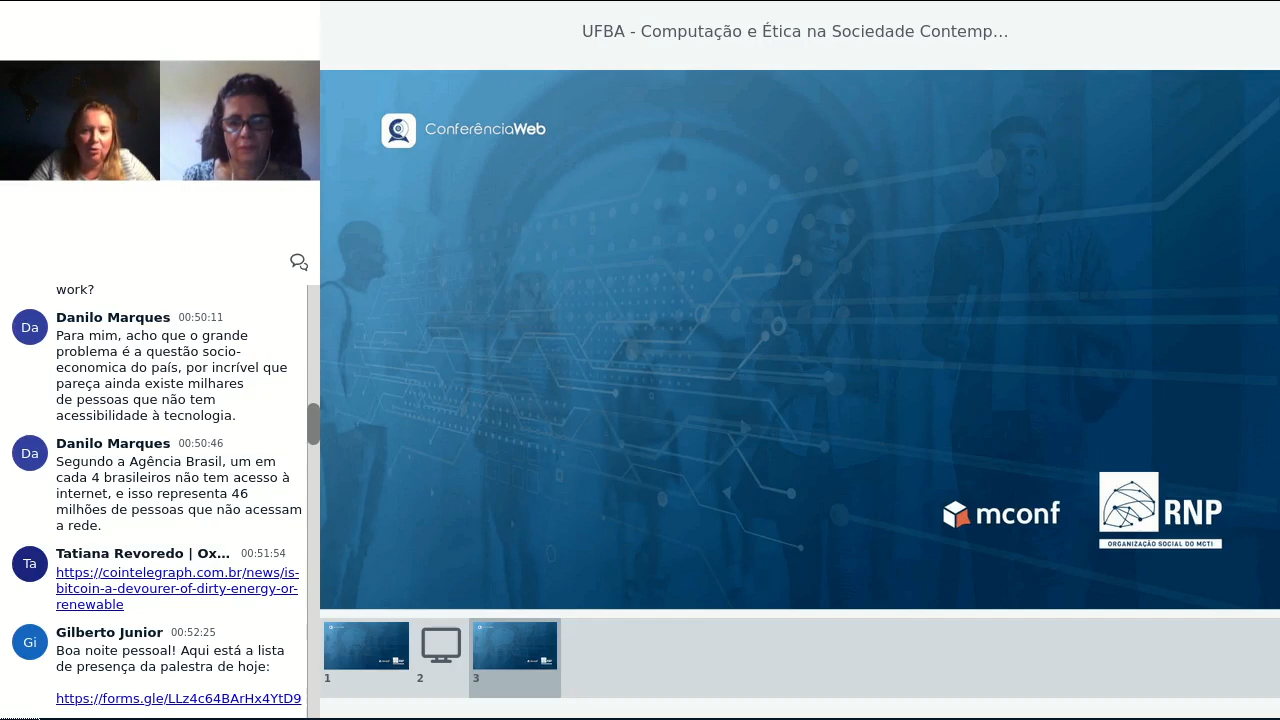 UFBA - Computação e Ética na Sociedade Contemp...
ConferênciaWeb
work?
Da
Danilo Marques 00:50:11
Para mim, acho que o grande
problema é a questão socio-
economica do país, por incrível que
pareça ainda existe milhares
de pessoas que não tem
acessibilidade à tecnologia.
Da
Danilo Marques 00:50:46
Segundo a Agência Brasil, um em
cada 4 brasileiros não tem acesso à
internet, e isso representa 46
milhões de pessoas que não acessam
a rede.
Ta
Tatiana Revoredo | Ox... 00:51:54
https://cointelegraph.com.br/news/is-
bitcoin-a-devourer-of-dirty-energy-or-
renewable
Gi
Gilberto Junior 00:52:25
Boa noite pessoal! Aqui está a lista
de presença da palestra de hoje:
https://forms.gle/LLz4c64BArHx4YtD9
mconf
RNP
ORGANIZAÇÃO SOCIAL DO MCTI
1
2
3